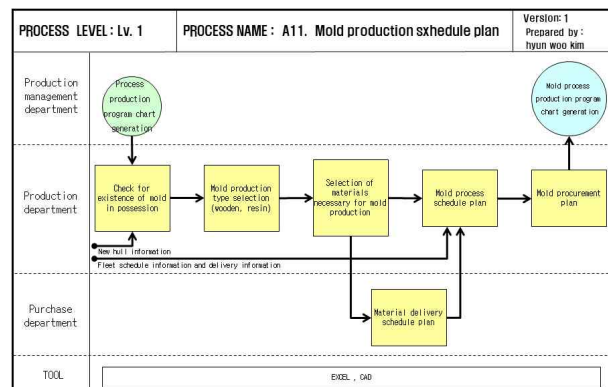 PROCESS LEVEL : Lv. 1
PROCESS NAME : A11. Mold production sxhedule plan
Version: 1
Prepared by :
hyun woo kim
Production
management
department
Process
production
program chart
generation
Mold process
production program
chart generation
Production
department
Check for
existence of mold
in possession
Mold production
type selection
(wooden, resin)
Selection of
materials
necessary for mold
production
Mold process
schedule plan
Mold procurement
plan
New hull information
Fleet schedule information and delivery information
Purchase
department
Material delivery
schedule plan
TOOL
EXCEL , CAD